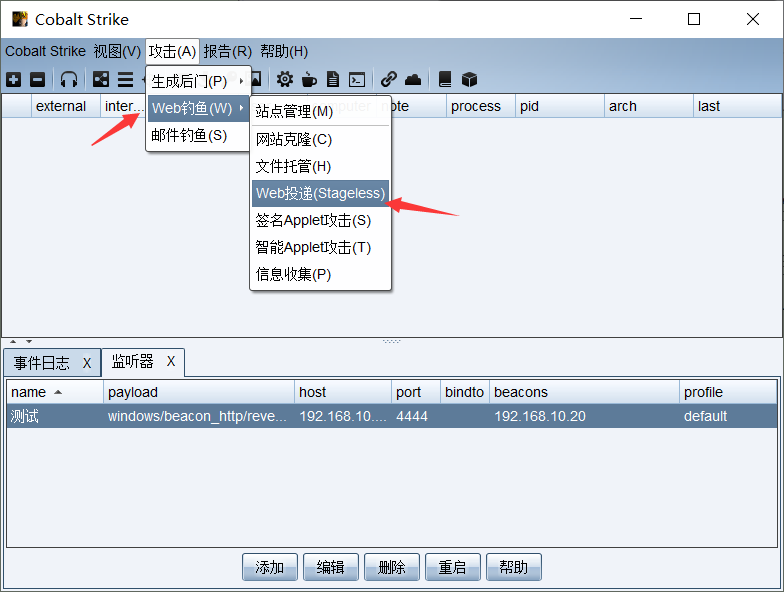 Cobalt Strike
Cobalt Strike 视图(V) 攻击(A) 报告(R) 帮助(H)
生成后门(P)
Web钓鱼(W)
邮件钓鱼(S)
站点管理(M)
网站克隆(C)
文件托管(H)
Web投递(Stageless)
签名Applet攻击(S)
智能Applet攻击(T)
信息收集(P)
external inter... computer note process pid arch last
事件日志 X 监听器 X
name payload host port bindto beacons profile
测试 windows/beacon_http/reve... 192.168.10.... 4444 192.168.10.20 default
添加 编辑 删除 重启 帮助